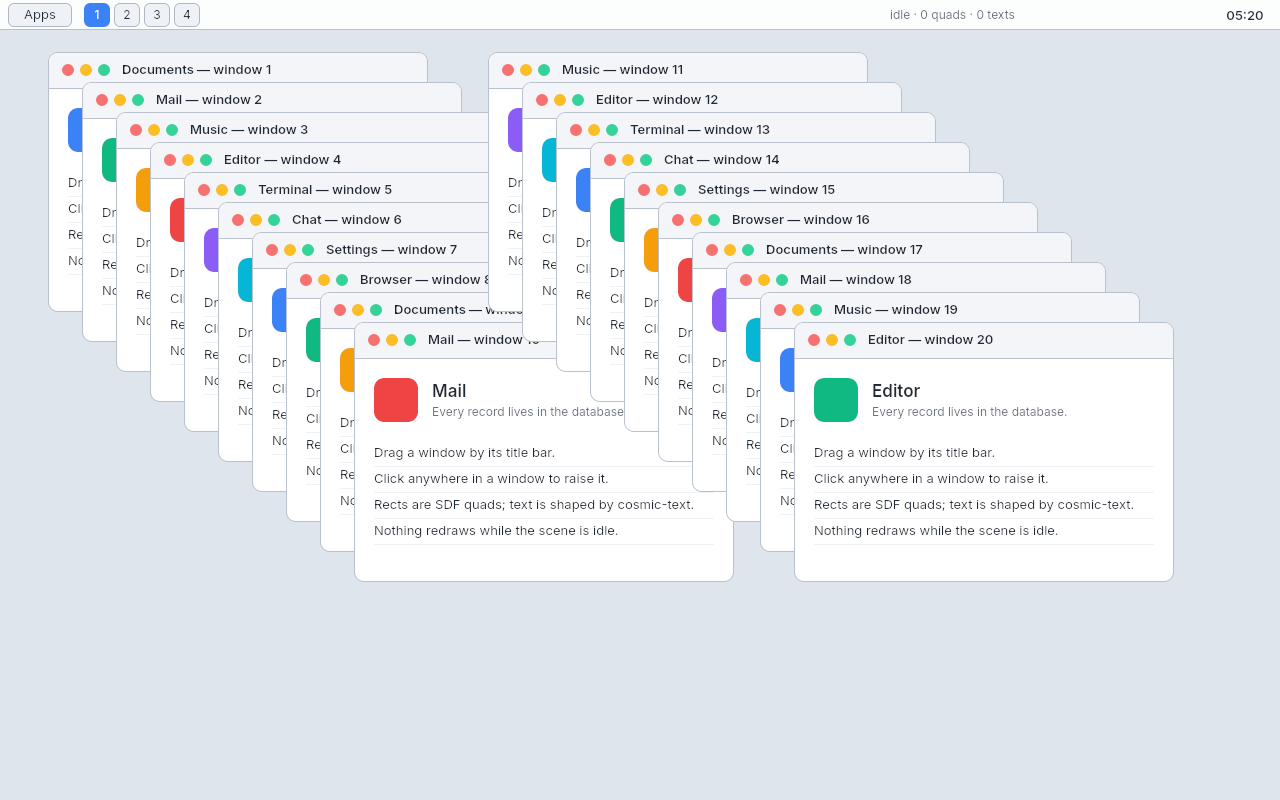 Apps 1 2 3 4 idle · 0 quads · 0 texts 05:20
Documents — window 1
Mail — window 2
Music — window 3
Editor — window 4
Terminal — window 5
Chat — window 6
Settings — window 7
Browser — window
Documents —
Mail — window
Mail
Every record lives in the database
Drag a window by its title bar.
Click anywhere in a window to raise it.
Rects are SDF quads; text is shaped by cosmic-text.
Nothing redraws while the scene is idle.
Music — window 11
Editor — window 12
Terminal — window 13
Chat — window 14
Settings — window 15
Browser — window 16
Documents — window 17
Mail — window 18
Music — window 19
Editor — window 20
Editor
Every record lives in the database.
Drag a window by its title bar.
Click anywhere in a window to raise it.
Rects are SDF quads; text is shaped by cosmic-text.
Nothing redraws while the scene is idle.